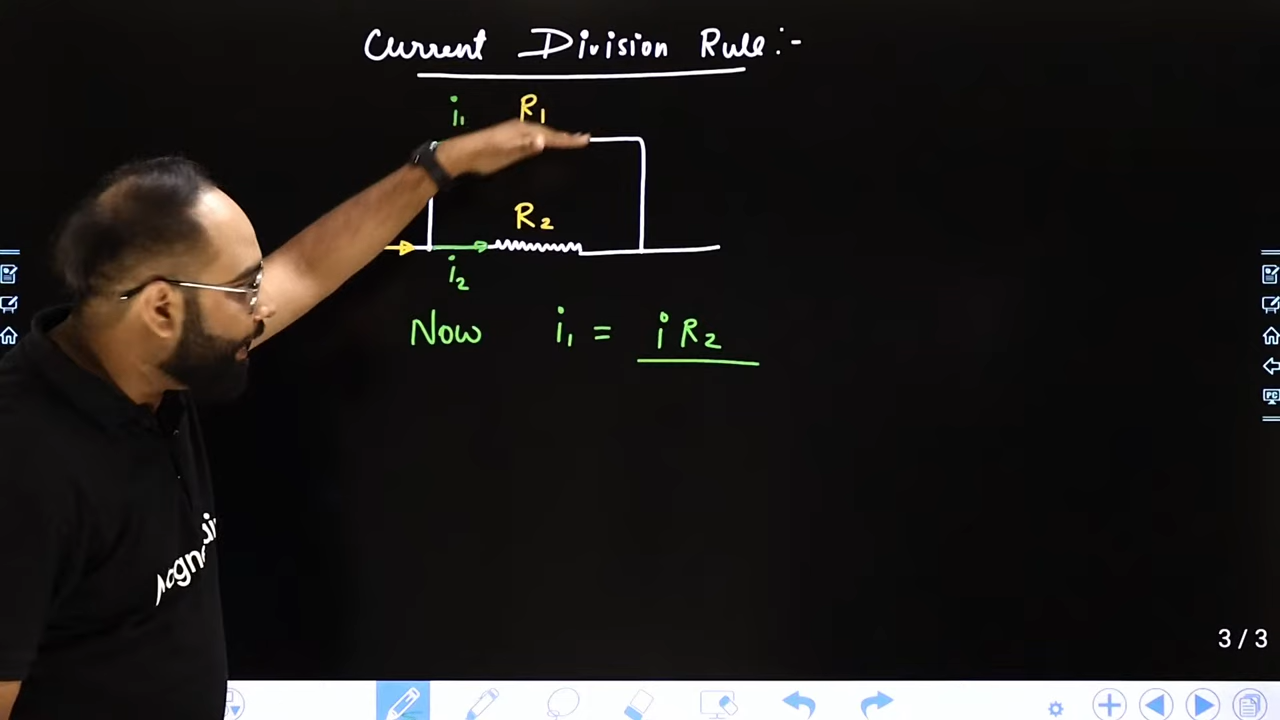 Current Division Rule :-
i₁ R₁
R₂
i₂
Now i₁ = i R₂
3 / 3